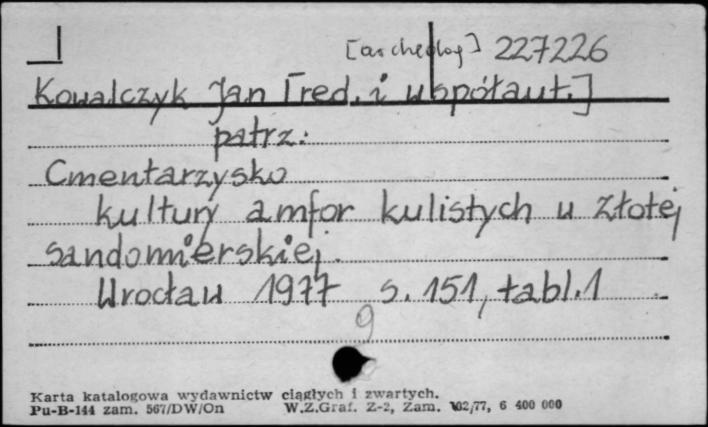 [archeolog] 227226
Kowalczyk Jan [red. i współaut.]
patrz:
Cmentarzysko
kultury amfor kulistych w Złotej
sandomierskiej.
Wrocław 1977 s. 151, tabl. 1
9
Karta katalogowa wydawnictw ciągłych i zwartych.
Pu-B-144 zam. 567/DW/On W.Z.Graf. Z-2, Zam. 102/77, 6 400 000